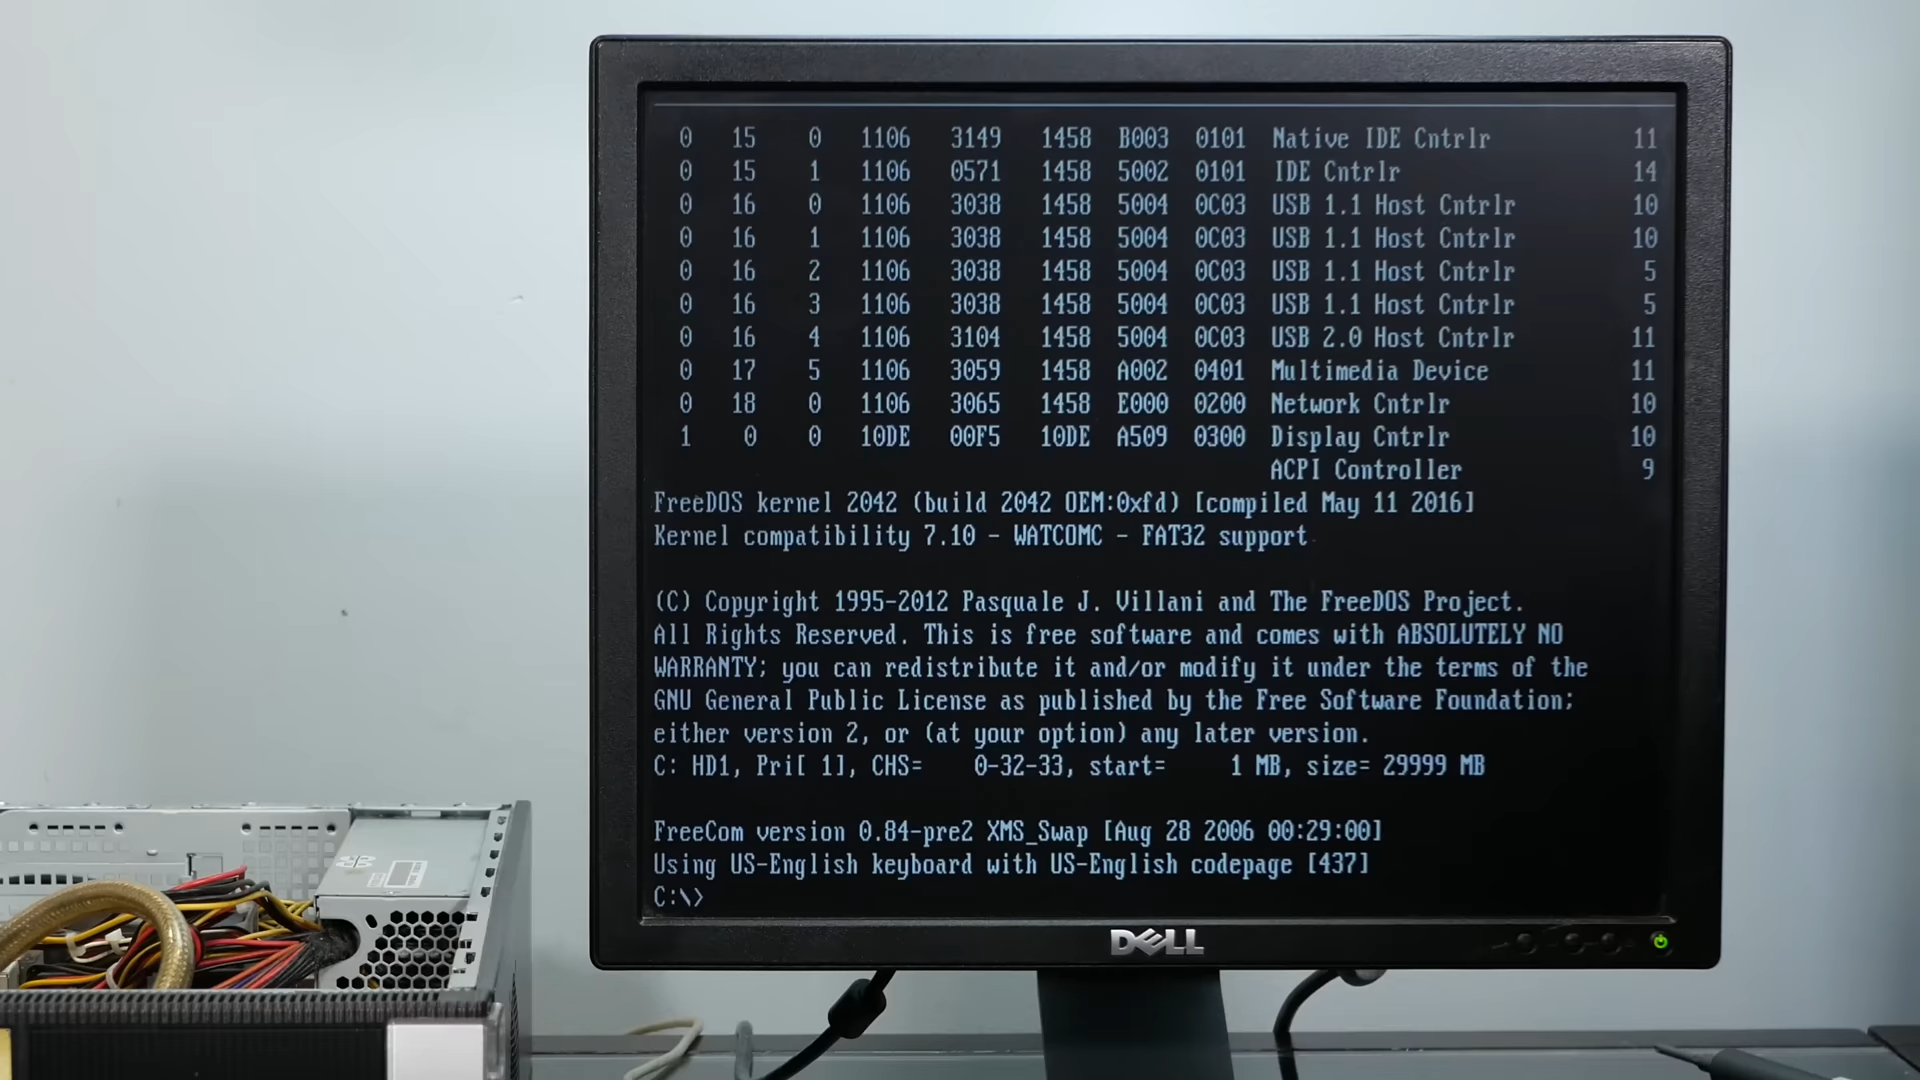 0 15 0 1106 3149 1458 B003 0101 Native IDE Cntrlr 11
0 15 1 1106 0571 1458 5002 0101 IDE Cntrlr 14
0 16 0 1106 3038 1458 5004 0C03 USB 1.1 Host Cntrlr 10
0 16 1 1106 3038 1458 5004 0C03 USB 1.1 Host Cntrlr 10
0 16 2 1106 3038 1458 5004 0C03 USB 1.1 Host Cntrlr 5
0 16 3 1106 3038 1458 5004 0C03 USB 1.1 Host Cntrlr 5
0 16 4 1106 3104 1458 5004 0C03 USB 2.0 Host Cntrlr 11
0 17 5 1106 3059 1458 A002 0401 Multimedia Device 11
0 18 0 1106 3065 1458 E000 0200 Network Cntrlr 10
1 0 0 10DE 00F5 10DE A509 0300 Display Cntrlr 10
ACPI Controller 9
FreeDOS kernel 2042 (build 2042 OEM:0xfd) [compiled May 11 2016]
Kernel compatibility 7.10 - WATCOMC - FAT32 support
(C) Copyright 1995-2012 Pasquale J. Villani and The FreeDOS Project.
All Rights Reserved. This is free software and comes with ABSOLUTELY NO
WARRANTY; you can redistribute it and/or modify it under the terms of the
GNU General Public License as published by the Free Software Foundation;
either version 2, or (at your option) any later version.
C: HD1, Pri[ 1], CHS= 0-32-33, start= 1 MB, size= 29999 MB
FreeCom version 0.84-pre2 XMS_Swap [Aug 28 2006 00:29:00]
Using US-English keyboard with US-English codepage [437]
C:\>
DELL